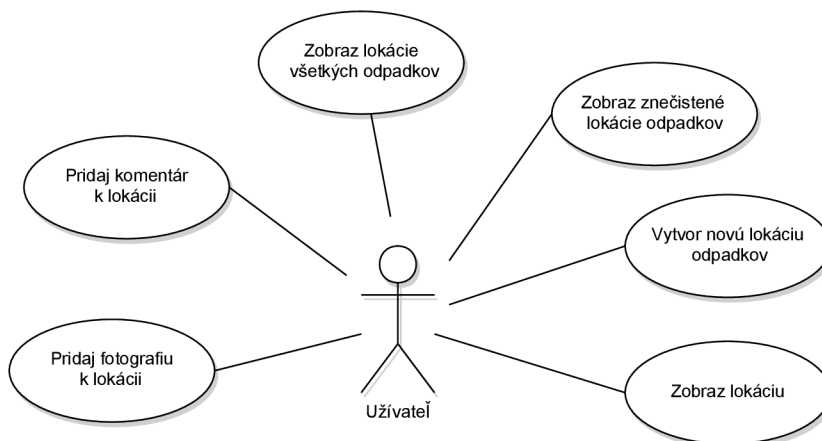 Zobraz lokácie
všetkých odpadkov
Zobraz znečistené
lokácie odpadkov
Pridaj komentár
k lokácii
Vytvor novú lokáciu
odpadkov
Pridaj fotografiu
k lokácii
Zobraz lokáciu
Užívateľ